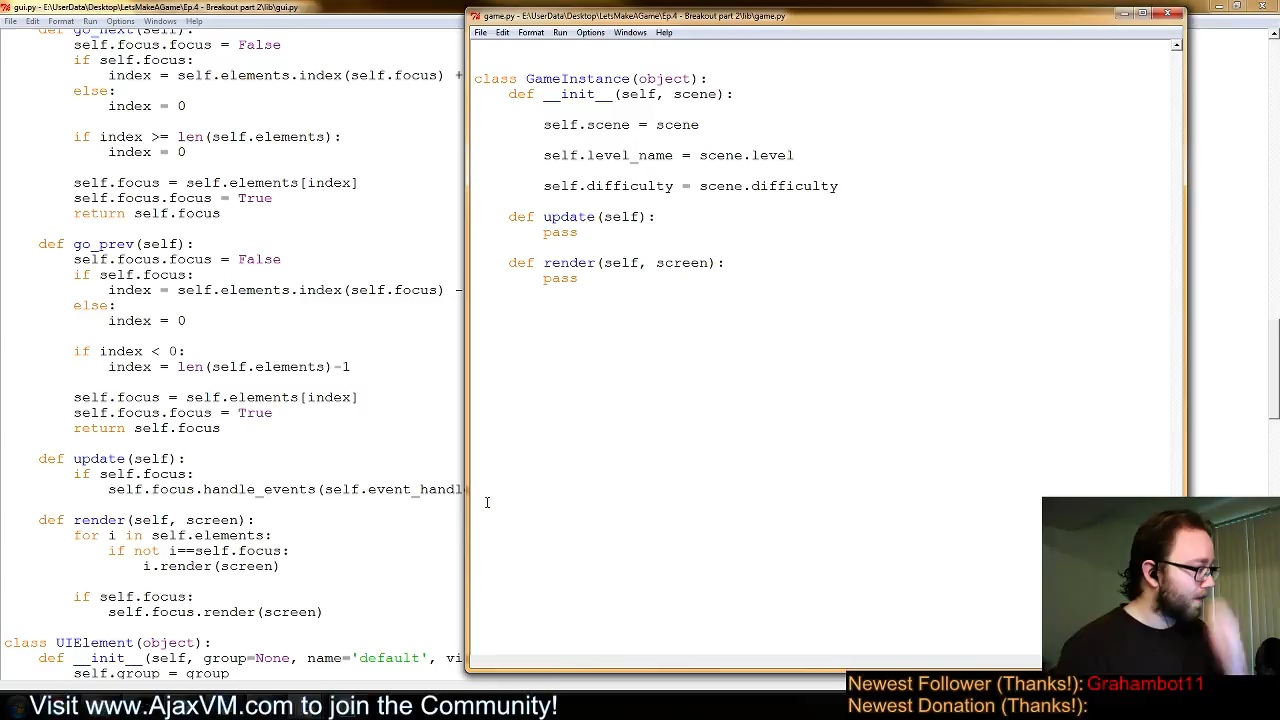 gui.py - E:\UserData\Desktop\LetsMakeAGame\Ep.4 - Breakout part 2\lib\gui.py
File Edit Format Run Options Windows Help
def go_next(self):
self.focus.focus = False
if self.focus:
index = self.elements.index(self.focus) +
else:
index = 0
if index >= len(self.elements):
index = 0
self.focus = self.elements[index]
self.focus.focus = True
return self.focus
def go_prev(self):
self.focus.focus = False
if self.focus:
index = self.elements.index(self.focus) -
else:
index = 0
if index < 0:
index = len(self.elements)-1
self.focus = self.elements[index]
self.focus.focus = True
return self.focus
def update(self):
if self.focus:
self.focus.handle_events(self.event_handl
def render(self, screen):
for i in self.elements:
if not i==self.focus:
i.render(screen)
if self.focus:
self.focus.render(screen)
class UIElement(object):
def __init__(self, group=None, name='default', vi
self.group = group
game.py - E:\UserData\Desktop\LetsMakeAGame\Ep.4 - Breakout part 2\lib\game.py
File Edit Format Run Options Windows Help
class GameInstance(object):
def __init__(self, scene):
self.scene = scene
self.level_name = scene.level
self.difficulty = scene.difficulty
def update(self):
pass
def render(self, screen):
pass
Newest Follower (Thanks!): Grahambot11
Newest Donation (Thanks!):
Visit www.AjaxVM.com to join the Community!